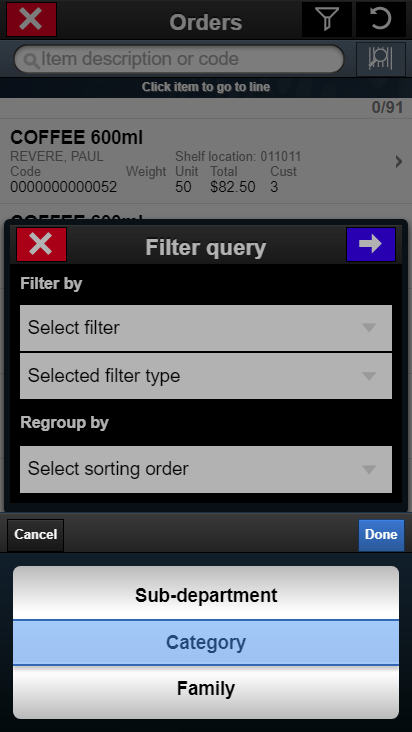 Orders
Item description or code
Click item to go to line
0/91
COFFEE 600ml
REVERE, PAUL Shelf location: 011011
Code Weight Unit Total Cust
0000000000052 50 $82.50 3
COFFEE 600ml
Filter query
Filter by
Select filter
Selected filter type
Regroup by
Select sorting order
Cancel Done
Sub-department
Category
Family